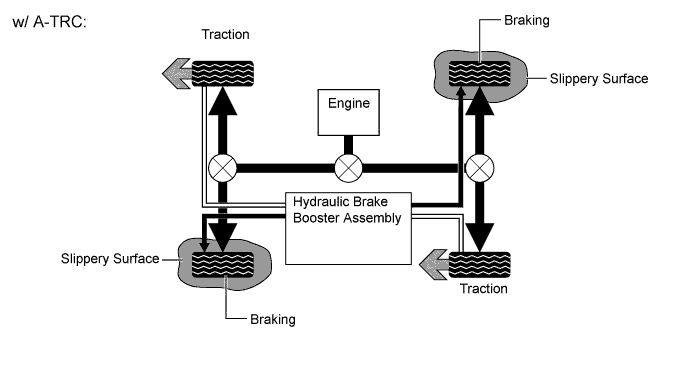 w/ A-TRC:
Braking
Traction
Slippery Surface
Engine
Hydraulic Brake
Booster Assembly
Slippery Surface
Traction
Braking